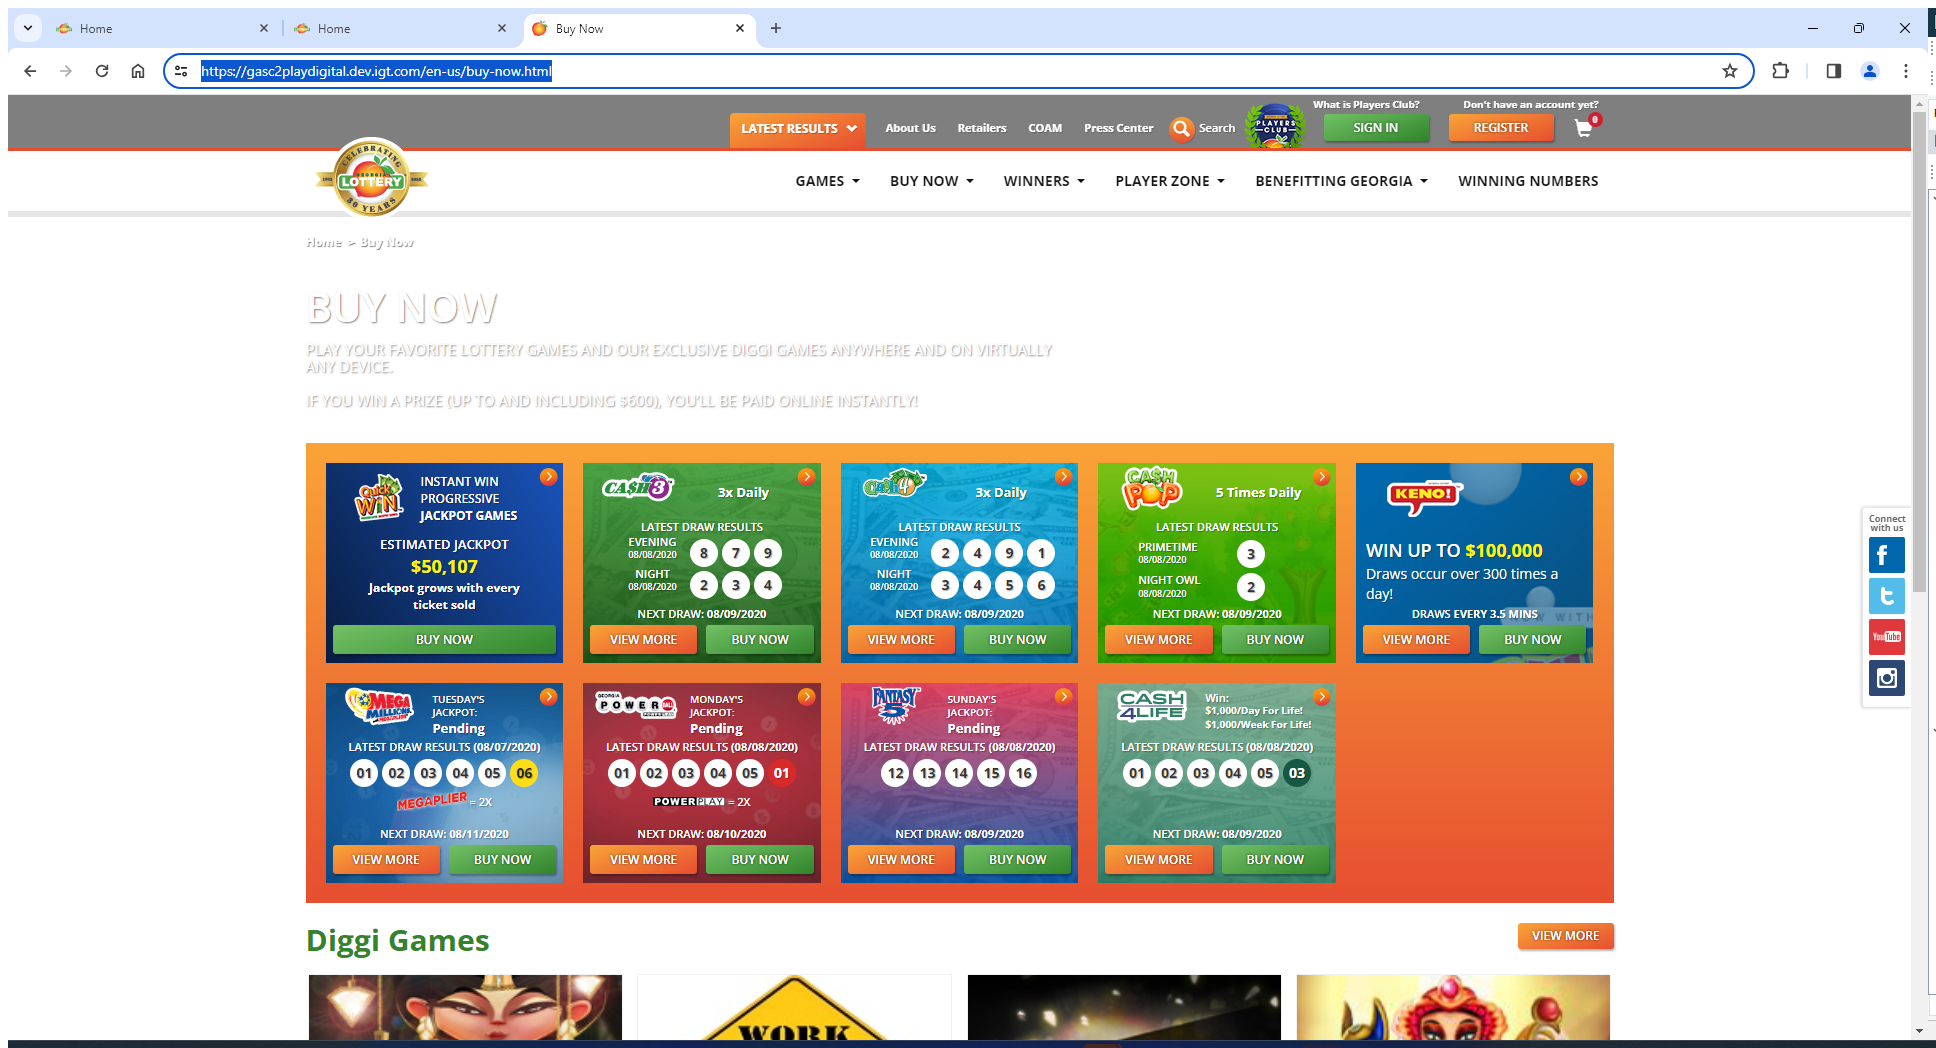 Home
Home
Buy Now
https://gasc2playdigital.dev.igt.com/en-us/buy-now.html
What is Players Club?
Don't have an account yet?
LATEST RESULTS
About Us
Retailers
COAM
Press Center
Search
PLAYERS
CLUB
SIGN IN
REGISTER
0
CELEBRATING
GEORGIA
LOTTERY
30 YEARS
GAMES
BUY NOW
WINNERS
PLAYER ZONE
BENEFITTING GEORGIA
WINNING NUMBERS
Home > Buy Now
BUY NOW
PLAY YOUR FAVORITE LOTTERY GAMES AND OUR EXCLUSIVE DIGGI GAMES ANYWHERE AND ON VIRTUALLY
ANY DEVICE.
IF YOU WIN A PRIZE (UP TO AND INCLUDING $600), YOU'LL BE PAID ONLINE INSTANTLY!
Quick
WIN
INSTANT WIN
PROGRESSIVE
JACKPOT GAMES
ESTIMATED JACKPOT
$50,107
Jackpot grows with every
ticket sold
BUY NOW
CA$H 3
3x Daily
LATEST DRAW RESULTS
EVENING
08/08/2020
8 7 9
NIGHT
08/08/2020
2 3 4
NEXT DRAW: 08/09/2020
VIEW MORE
BUY NOW
Cash 4
3x Daily
LATEST DRAW RESULTS
EVENING
08/08/2020
2 4 9 1
NIGHT
08/08/2020
3 4 5 6
NEXT DRAW: 08/09/2020
VIEW MORE
BUY NOW
CA$H
POP
5 Times Daily
LATEST DRAW RESULTS
PRIMETIME
08/08/2020
3
NIGHT OWL
08/08/2020
2
NEXT DRAW: 08/09/2020
VIEW MORE
BUY NOW
KENO!
WIN UP TO $100,000
Draws occur over 300 times a
day!
DRAWS EVERY 3.5 MINS
VIEW MORE
BUY NOW
MEGA
MILLIONS
TUESDAY'S
JACKPOT:
Pending
LATEST DRAW RESULTS (08/07/2020)
01 02 03 04 05 06
MEGAPLIER = 2X
NEXT DRAW: 08/11/2020
VIEW MORE
BUY NOW
GEORGIA
POWERBALL
MONDAY'S
JACKPOT:
Pending
LATEST DRAW RESULTS (08/08/2020)
01 02 03 04 05 01
POWERPLAY = 2X
NEXT DRAW: 08/10/2020
VIEW MORE
BUY NOW
FANTASY
5
SUNDAY'S
JACKPOT:
Pending
LATEST DRAW RESULTS (08/08/2020)
12 13 14 15 16
NEXT DRAW: 08/09/2020
VIEW MORE
BUY NOW
CASH
4LIFE
Win:
$1,000/Day For Life!
$1,000/Week For Life!
LATEST DRAW RESULTS (08/08/2020)
01 02 03 04 05 03
NEXT DRAW: 08/09/2020
VIEW MORE
BUY NOW
Connect
with us
YouTube
Diggi Games
VIEW MORE
WORK